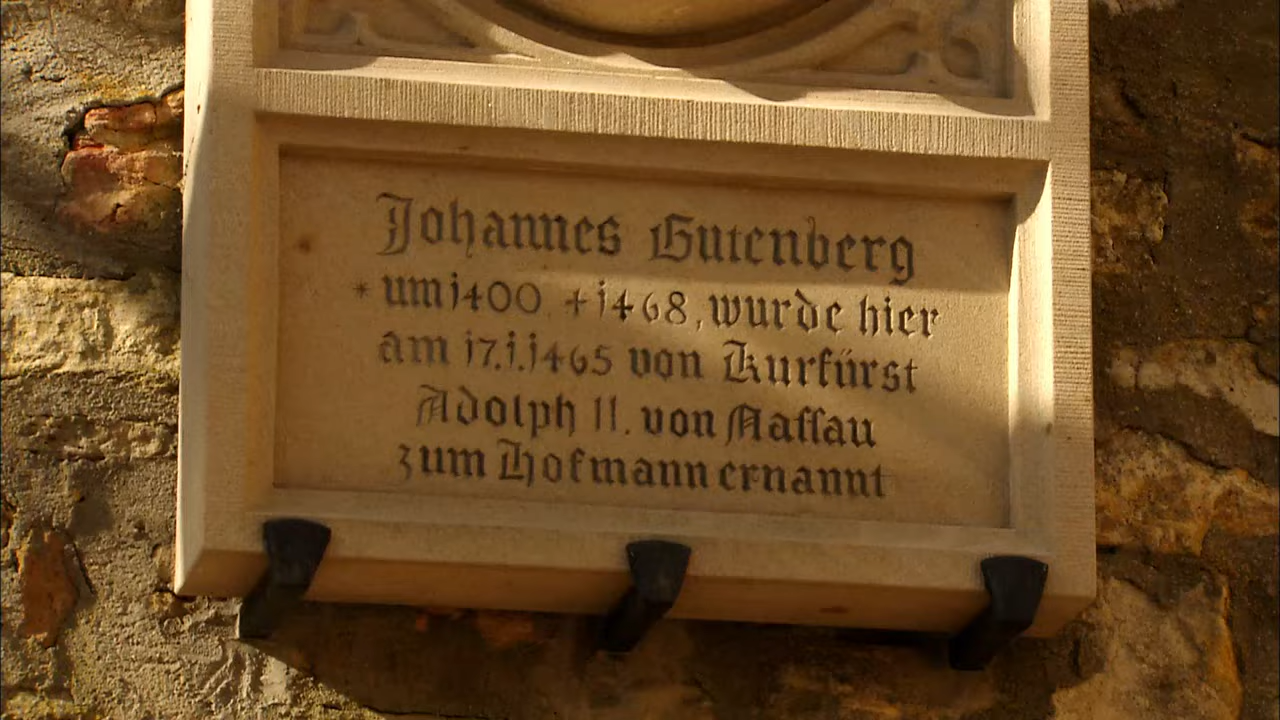 Johannes Gutenberg
* um 1400 + 1468, wurde hier
am 17.1.1465 von Kurfürst
Adolph II. von Naſſau
zum Hofmann ernannt